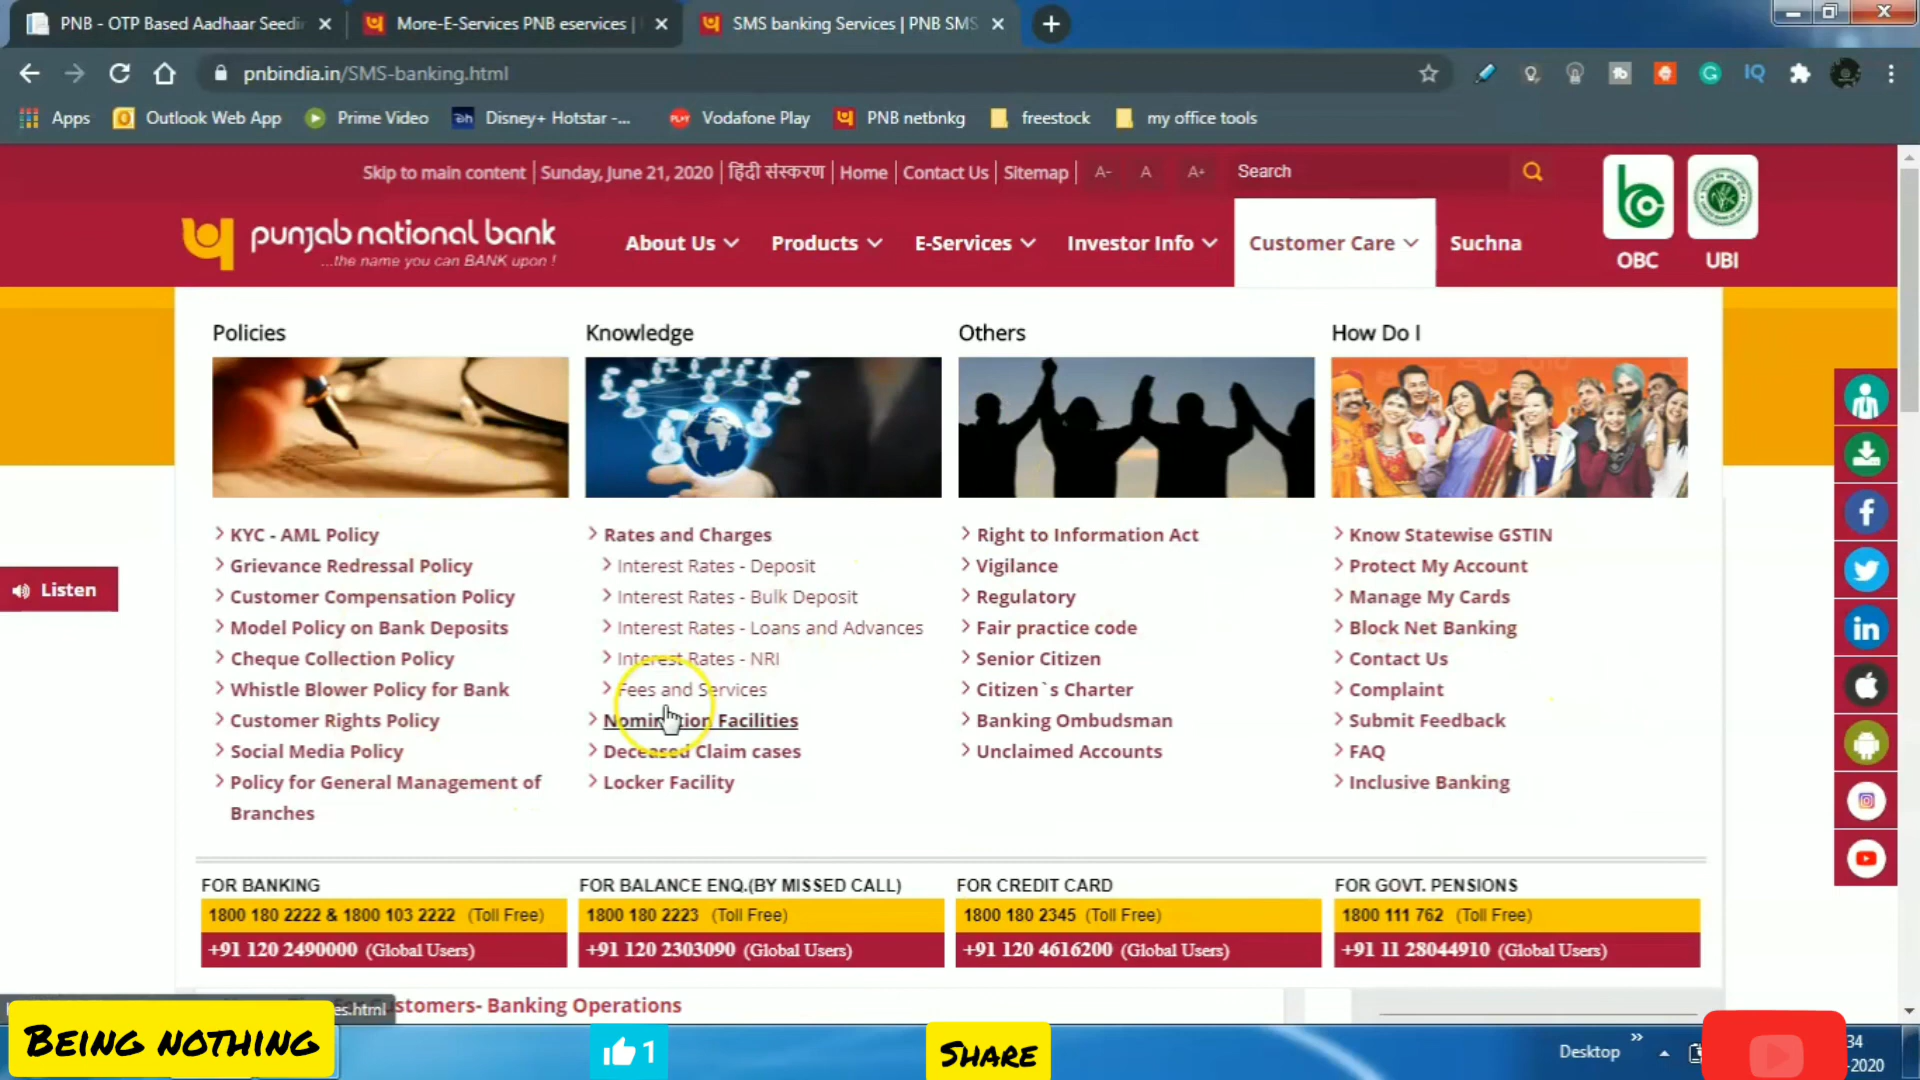 PNB - OTP Based Aadhaar Seedi
More-E-Services PNB eservices |
SMS banking Services | PNB SMS
pnbindia.in/SMS-banking.html
Apps
Outlook Web App
Prime Video
Disney+ Hotstar -...
Vodafone Play
PNB netbnkg
freestock
my office tools
Skip to main content | Sunday, June 21, 2020 | हिंदी संस्करण | Home | Contact Us | Sitemap |
A-
A
A+
Search
punjab national bank
...the name you can BANK upon !
About Us
Products
E-Services
Investor Info
Customer Care
Suchna
OBC
UBI
Policies
KYC - AML Policy
Grievance Redressal Policy
Customer Compensation Policy
Model Policy on Bank Deposits
Cheque Collection Policy
Whistle Blower Policy for Bank
Customer Rights Policy
Social Media Policy
Policy for General Management of
Branches
Knowledge
Rates and Charges
Interest Rates - Deposit
Interest Rates - Bulk Deposit
Interest Rates - Loans and Advances
Interest Rates - NRI
Fees and Services
Nomination Facilities
Deceased Claim cases
Locker Facility
Others
Right to Information Act
Vigilance
Regulatory
Fair practice code
Senior Citizen
Citizen`s Charter
Banking Ombudsman
Unclaimed Accounts
How Do I
Know Statewise GSTIN
Protect My Account
Manage My Cards
Block Net Banking
Contact Us
Complaint
Submit Feedback
FAQ
Inclusive Banking
Listen
FOR BANKING
1800 180 2222 & 1800 103 2222 (Toll Free)
+91 120 2490000 (Global Users)
FOR BALANCE ENQ.(BY MISSED CALL)
1800 180 2223 (Toll Free)
+91 120 2303090 (Global Users)
FOR CREDIT CARD
1800 180 2345 (Toll Free)
+91 120 4616200 (Global Users)
FOR GOVT. PENSIONS
1800 111 762 (Toll Free)
+91 11 28044910 (Global Users)
stomers- Banking Operations
es.html
BEING NOTHING
1
SHARE
Desktop
34
-2020